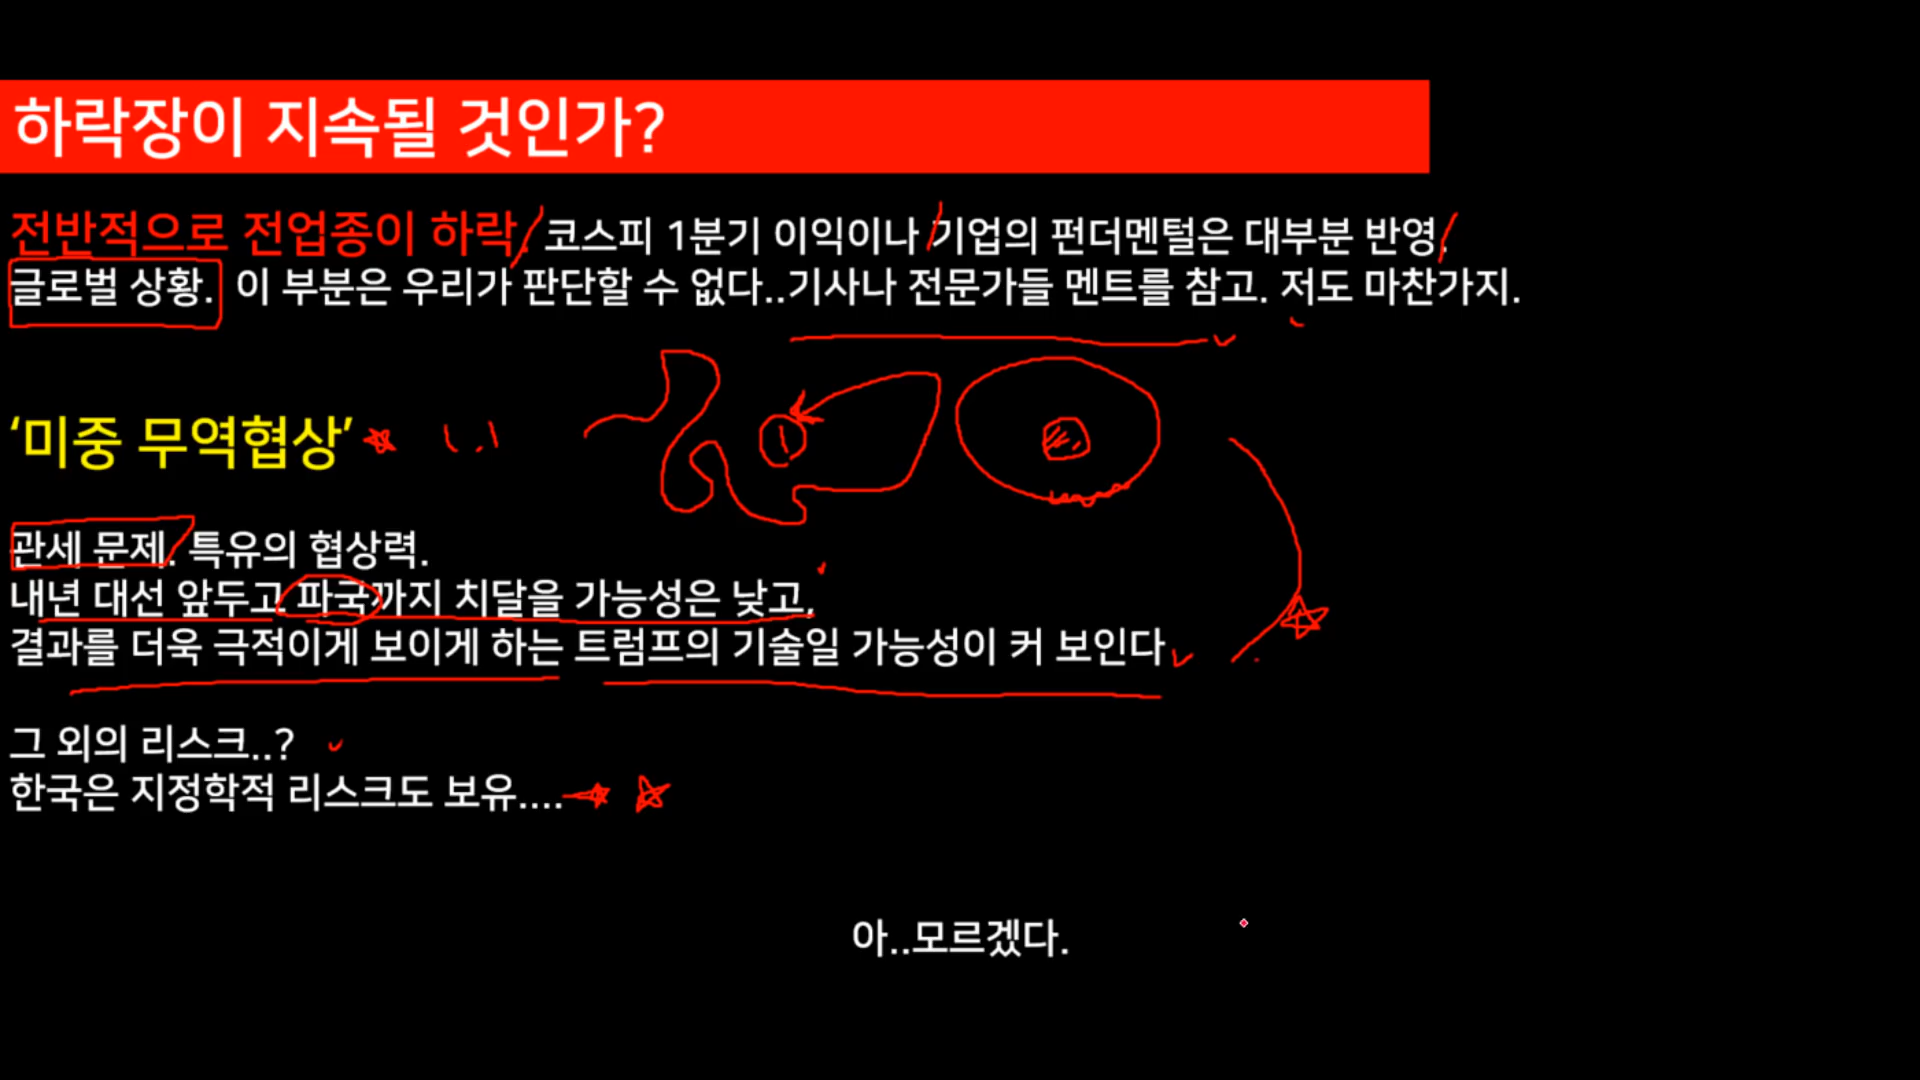 하락장이 지속될 것인가?
전반적으로 전업종이 하락. 코스피 1분기 이익이나 기업의 펀더멘털은 대부분 반영.
글로벌 상황. 이 부분은 우리가 판단할 수 없다..기사나 전문가들 멘트를 참고. 저도 마찬가지.
‘미중 무역협상’
관세 문제. 특유의 협상력.
내년 대선 앞두고 파국까지 치달을 가능성은 낮고,
결과를 더욱 극적이게 보이게 하는 트럼프의 기술일 가능성이 커 보인다
그 외의 리스크..?
한국은 지정학적 리스크도 보유....
아..모르겠다.